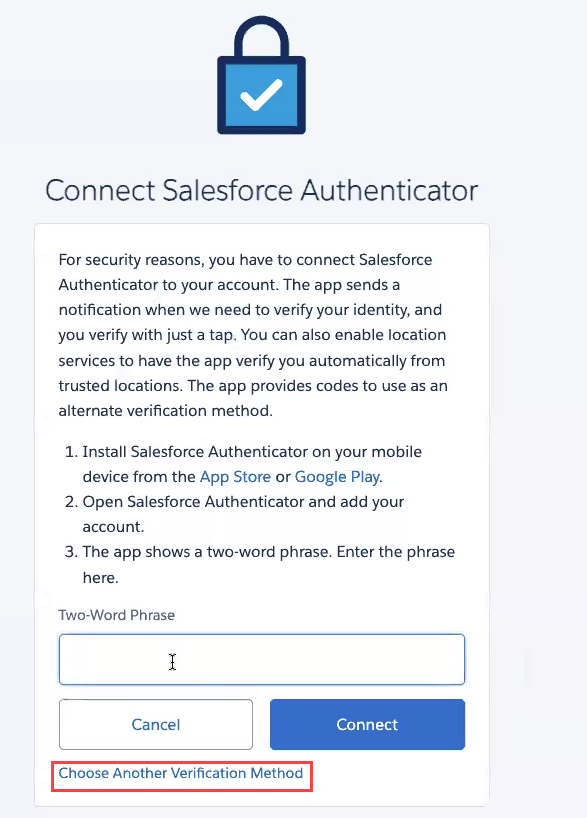 Connect Salesforce Authenticator
For security reasons, you have to connect Salesforce
Authenticator to your account. The app sends a
notification when we need to verify your identity, and
you verify with just a tap. You can also enable location
services to have the app verify you automatically from
trusted locations. The app provides codes to use as an
alternate verification method.
1. Install Salesforce Authenticator on your mobile
device from the App Store or Google Play.
2. Open Salesforce Authenticator and add your
account.
3. The app shows a two-word phrase. Enter the phrase
here.
Two-Word Phrase
Cancel
Connect
Choose Another Verification Method